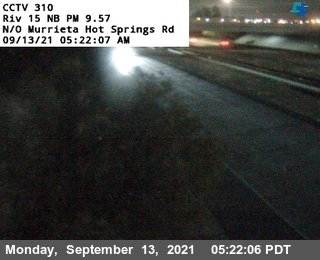 CCTV 310
Riv 15 NB PM 9.57
N/O Murrieta Hot Springs Rd
09/13/21 05:22:07 AM
Monday, September 13, 2021 05:22:06 PDT